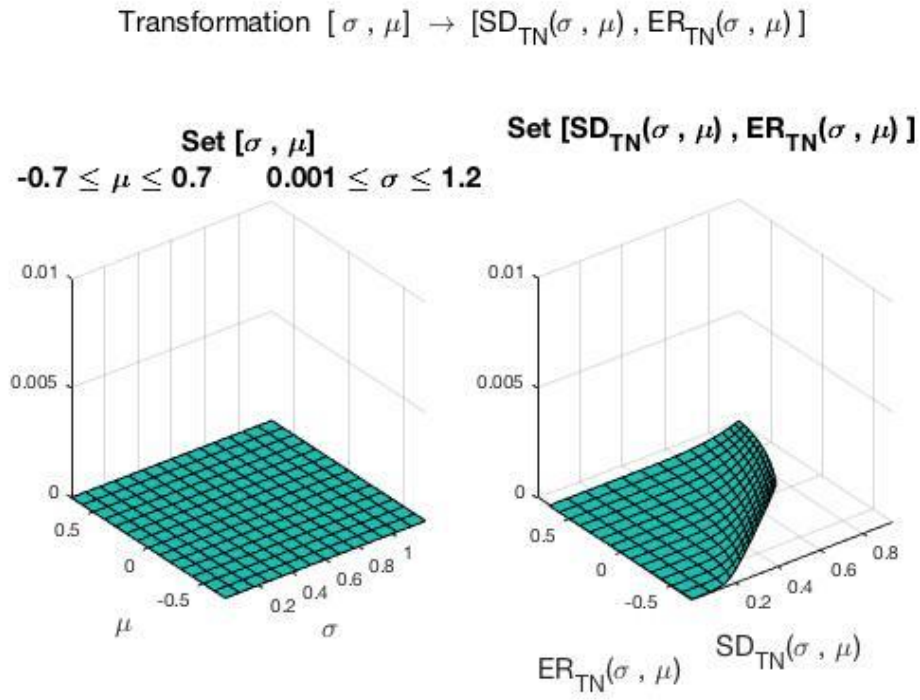 Transformation [ σ , μ] → [SD_TN(σ , μ) , ER_TN(σ , μ) ]
Set [σ , μ]
-0.7 ≤ μ ≤ 0.7 0.001 ≤ σ ≤ 1.2
0.01
0.005
0
0.5
0
-0.5
μ
0.2
0.4
0.6
0.8
1
σ
Set [SD_TN(σ , μ) , ER_TN(σ , μ) ]
0.01
0.005
0
0.5
0
-0.5
ER_TN(σ , μ)
0.2
0.4
0.6
0.8
SD_TN(σ , μ)